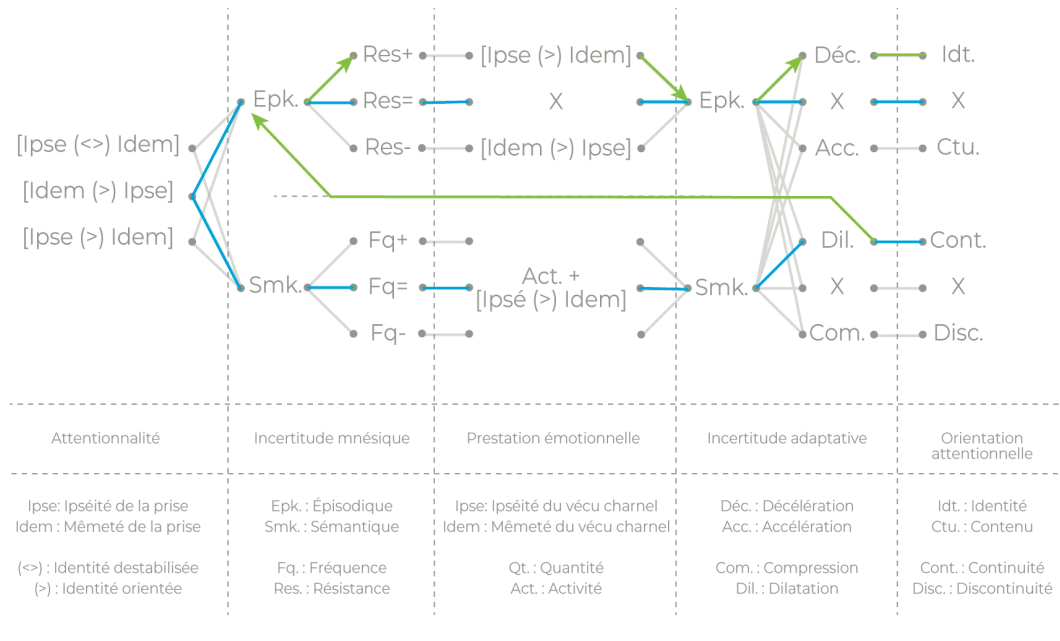 Res+ [Ipse (>) Idem] Déc. Idt.
Epk. Res= X Epk. X X
[Ipse (<>) Idem] Res- [Idem (>) Ipse] Acc. Ctu.
[Idem (>) Ipse]
[Ipse (>) Idem] Fq+ Dil. Cont.
Smk. Fq= Act. + Smk. X X
[Ipsé (>) Idem]
Fq- Com. Disc.
Attentionnalité
Incertitude mnésique
Prestation émotionnelle
Incertitude adaptative
Orientation
attentionnelle
Ipse: Ipséité de la prise
Idem : Mêmeté de la prise
(<>) : Identité destabilisée
(>) : Identité orientée
Epk. : Épisodique
Smk. : Sémantique
Fq. : Fréquence
Res. : Résistance
Ipse: Ipséité du vécu charnel
Idem : Mêmeté du vécu charnel
Qt. : Quantité
Act. : Activité
Déc. : Décélération
Acc. : Accélération
Com. : Compression
Dil. : Dilatation
Idt. : Identité
Ctu. : Contenu
Cont. : Continuité
Disc. : Discontinuité